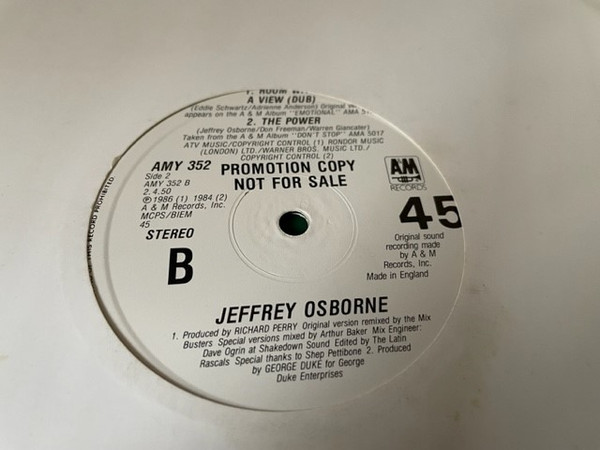 1. ROOM WI
A VIEW (DUB)
(Eddie Schwartz/Adrienne Anderson) Original
appears on the A & M Album "EMOTIONAL" AMA
2. THE POWER
(Jeffrey Osborne/Don Freeman/Warren Giancater)
Taken from the A & M Album "DON'T STOP" AMA 5017
ATV MUSIC/COPYRIGHT CONTROL (1) RONDOR MUSIC
(LONDON) LTD./WARNER BROS. MUSIC LTD./
COPYRIGHT CONTROL (2)
AMY 352 PROMOTION COPY
NOT FOR SALE
Side 2
AMY 352 B
2.4.50
℗1986 (1) 1984 (2)
A & M Records, Inc.
MCPS/BIEM
45
STEREO
B
AM
RECORDS
45
Original sound
recording made
by A & M
Records, Inc.
Made in England
THIS RECORD PROHIBITED
JEFFREY OSBORNE
1. Produced by RICHARD PERRY Original version remixed by the Mix
Busters Special versions mixed by Arthur Baker Mix Engineer:
Dave Ogrin at Shakedown Sound Edited by The Latin
Rascals Special thanks to Shep Pettibone 2. Produced
by GEORGE DUKE for George
Duke Enterprises